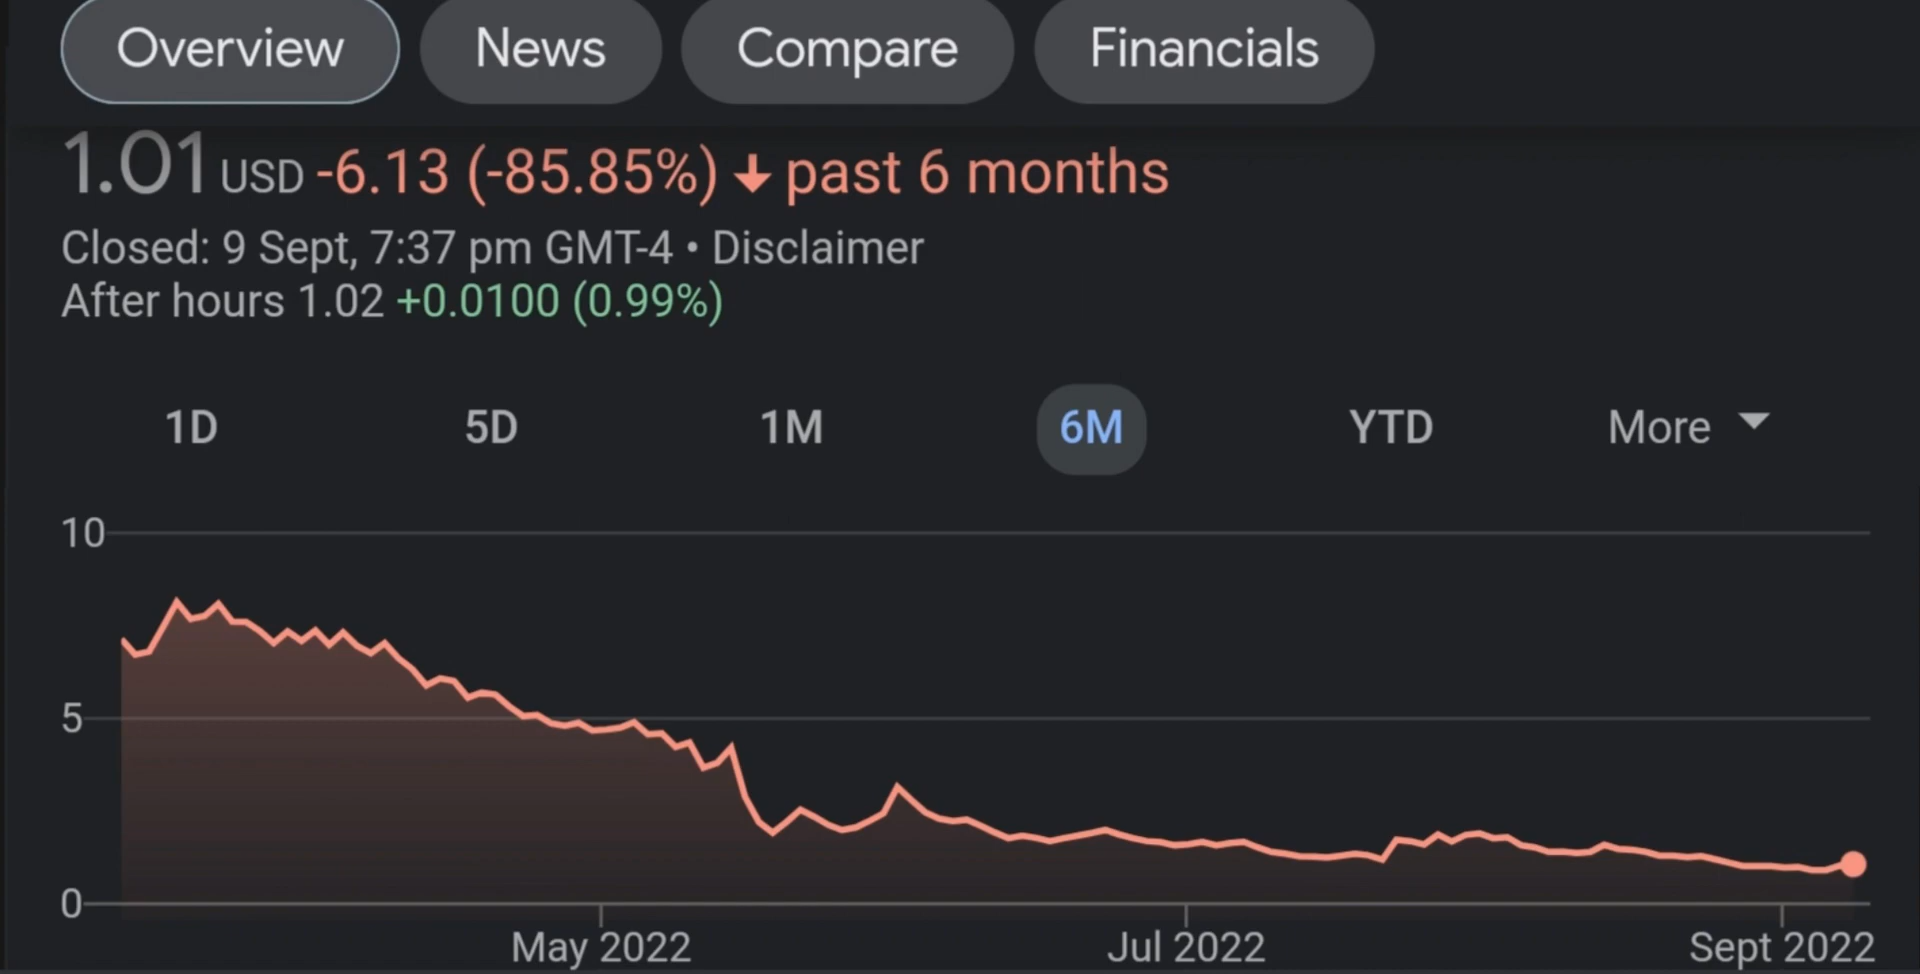 Overview News Compare Financials
1.01 USD -6.13 (-85.85%) ↓ past 6 months
Closed: 9 Sept, 7:37 pm GMT-4 • Disclaimer
After hours 1.02 +0.0100 (0.99%)
1D 5D 1M 6M YTD More
10
5
0
May 2022 Jul 2022 Sept 2022